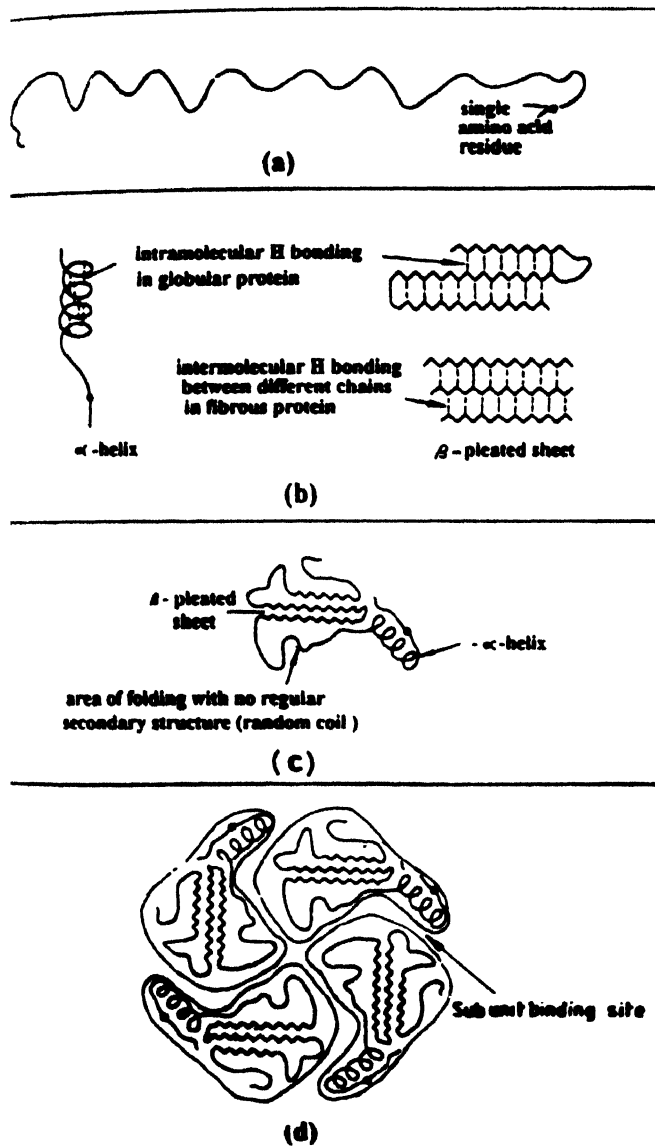 single
amino acid
residue
(a)
intramolecular H bonding
in globular protein
intermolecular H bonding
between different chains
in fibrous protein
α-helix
β-pleated sheet
(b)
β-pleated
sheet
-α-helix
area of folding with no regular
secondary structure (random coil)
(c)
Subunit binding site
(d)